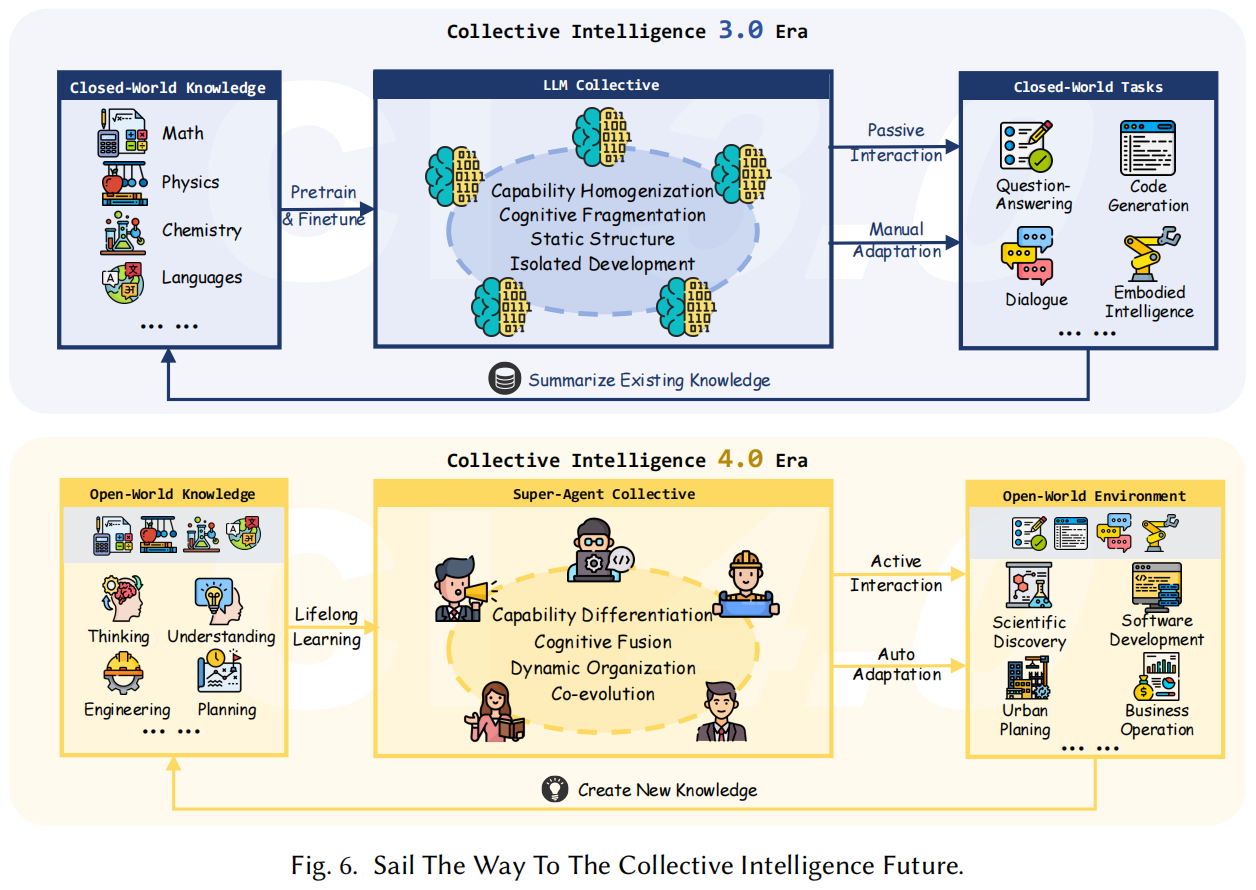 Collective Intelligence 3.0 Era
Closed-World Knowledge
Math
Physics
Chemistry
Languages
... ...
Pretrain
& Finetune
LLM Collective
Capability Homogenization
Cognitive Fragmentation
Static Structure
Isolated Development
Passive
Interaction
Manual
Adaptation
Closed-World Tasks
Question-
Answering
Code
Generation
Dialogue
Embodied
Intelligence
... ...
Summarize Existing Knowledge
Collective Intelligence 4.0 Era
Open-World Knowledge
Thinking
Understanding
Engineering
Planning
... ...
Lifelong
Learning
Super-Agent Collective
Capability Differentiation
Cognitive Fusion
Dynamic Organization
Co-evolution
Active
Interaction
Auto
Adaptation
Open-World Environment
Scientific
Discovery
Software
Development
Urban
Planing
Business
Operation
... ...
Create New Knowledge
Fig. 6. Sail The Way To The Collective Intelligence Future.